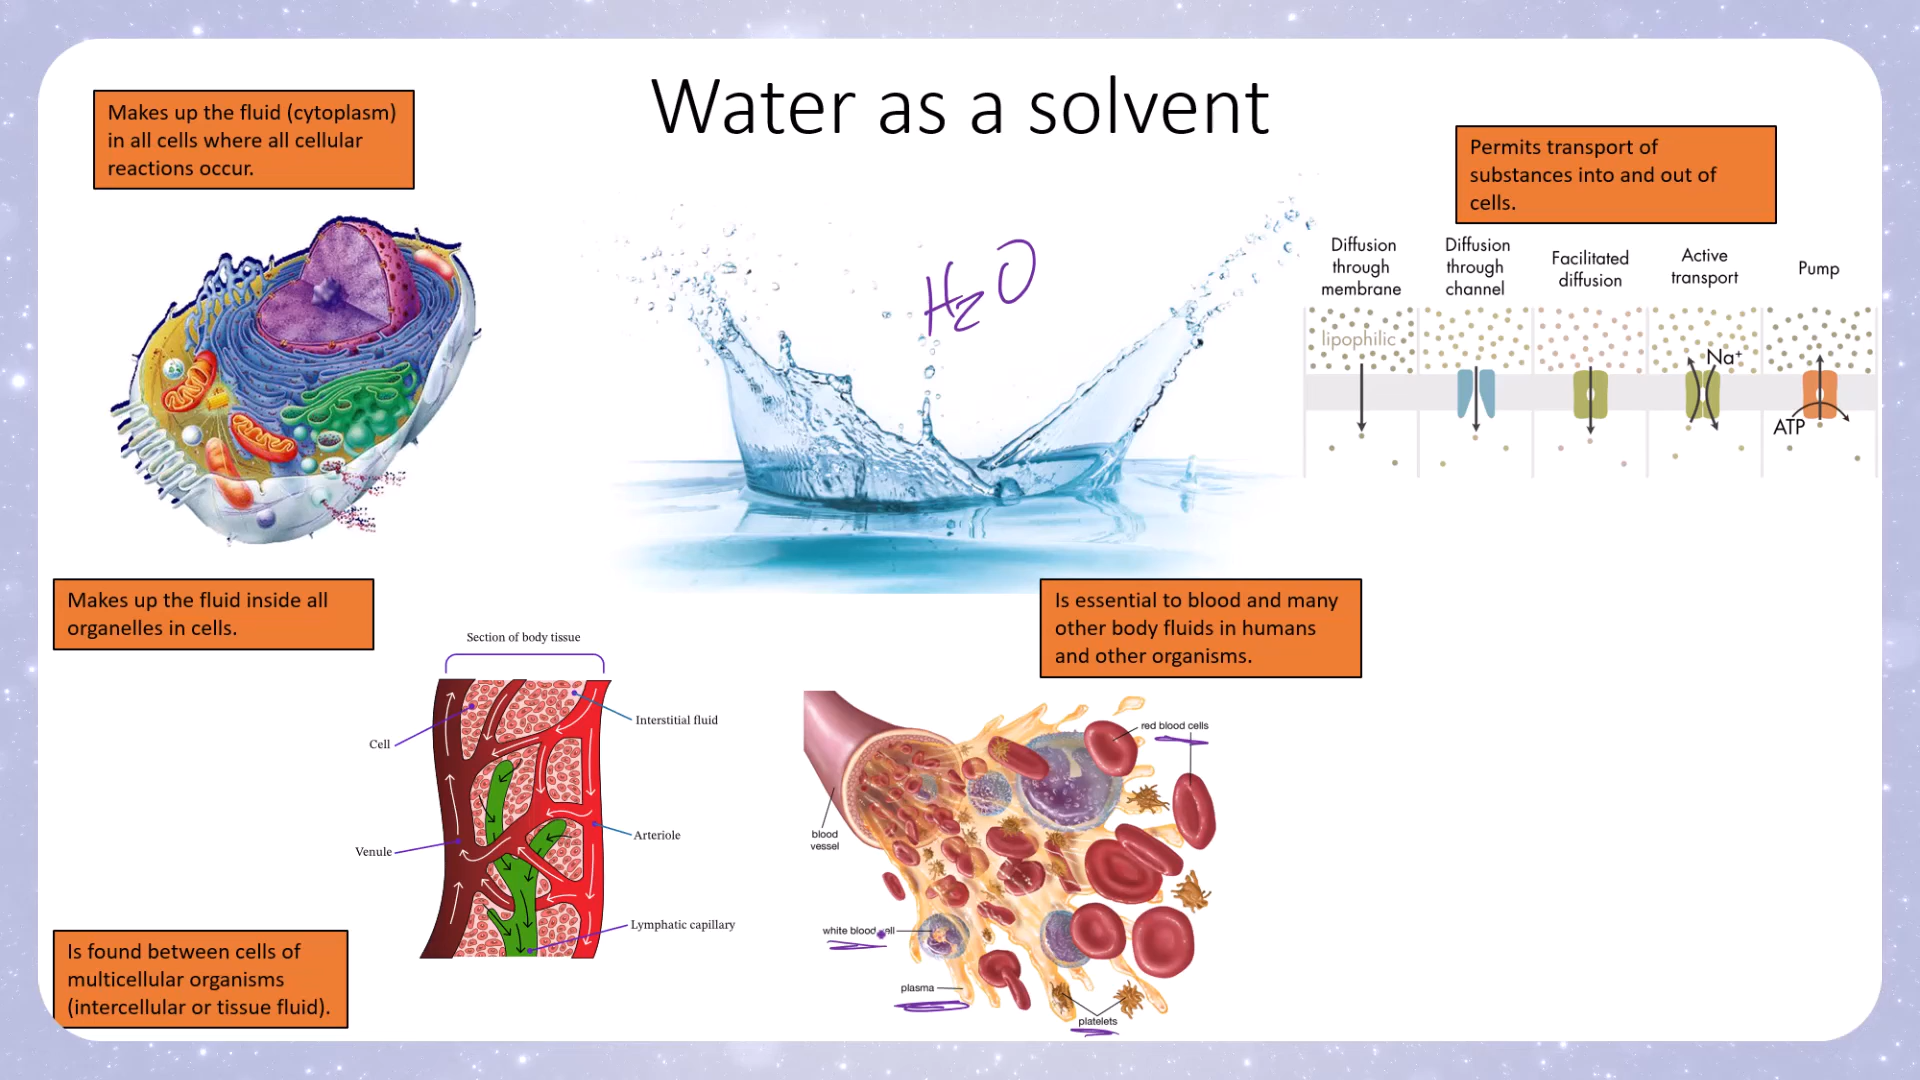 Water as a solvent
Makes up the fluid (cytoplasm)
in all cells where all cellular
reactions occur.
Permits transport of
substances into and out of
cells.
H2O
Diffusion
through
membrane
Diffusion
through
channel
Facilitated
diffusion
Active
transport
Pump
lipophilic
Na⁺
ATP
Makes up the fluid inside all
organelles in cells.
Is essential to blood and many
other body fluids in humans
and other organisms.
Section of body tissue
Cell
Interstitial fluid
Venule
Arteriole
Lymphatic capillary
red blood cells
blood
vessel
white blood cell
plasma
platelets
Is found between cells of
multicellular organisms
(intercellular or tissue fluid).